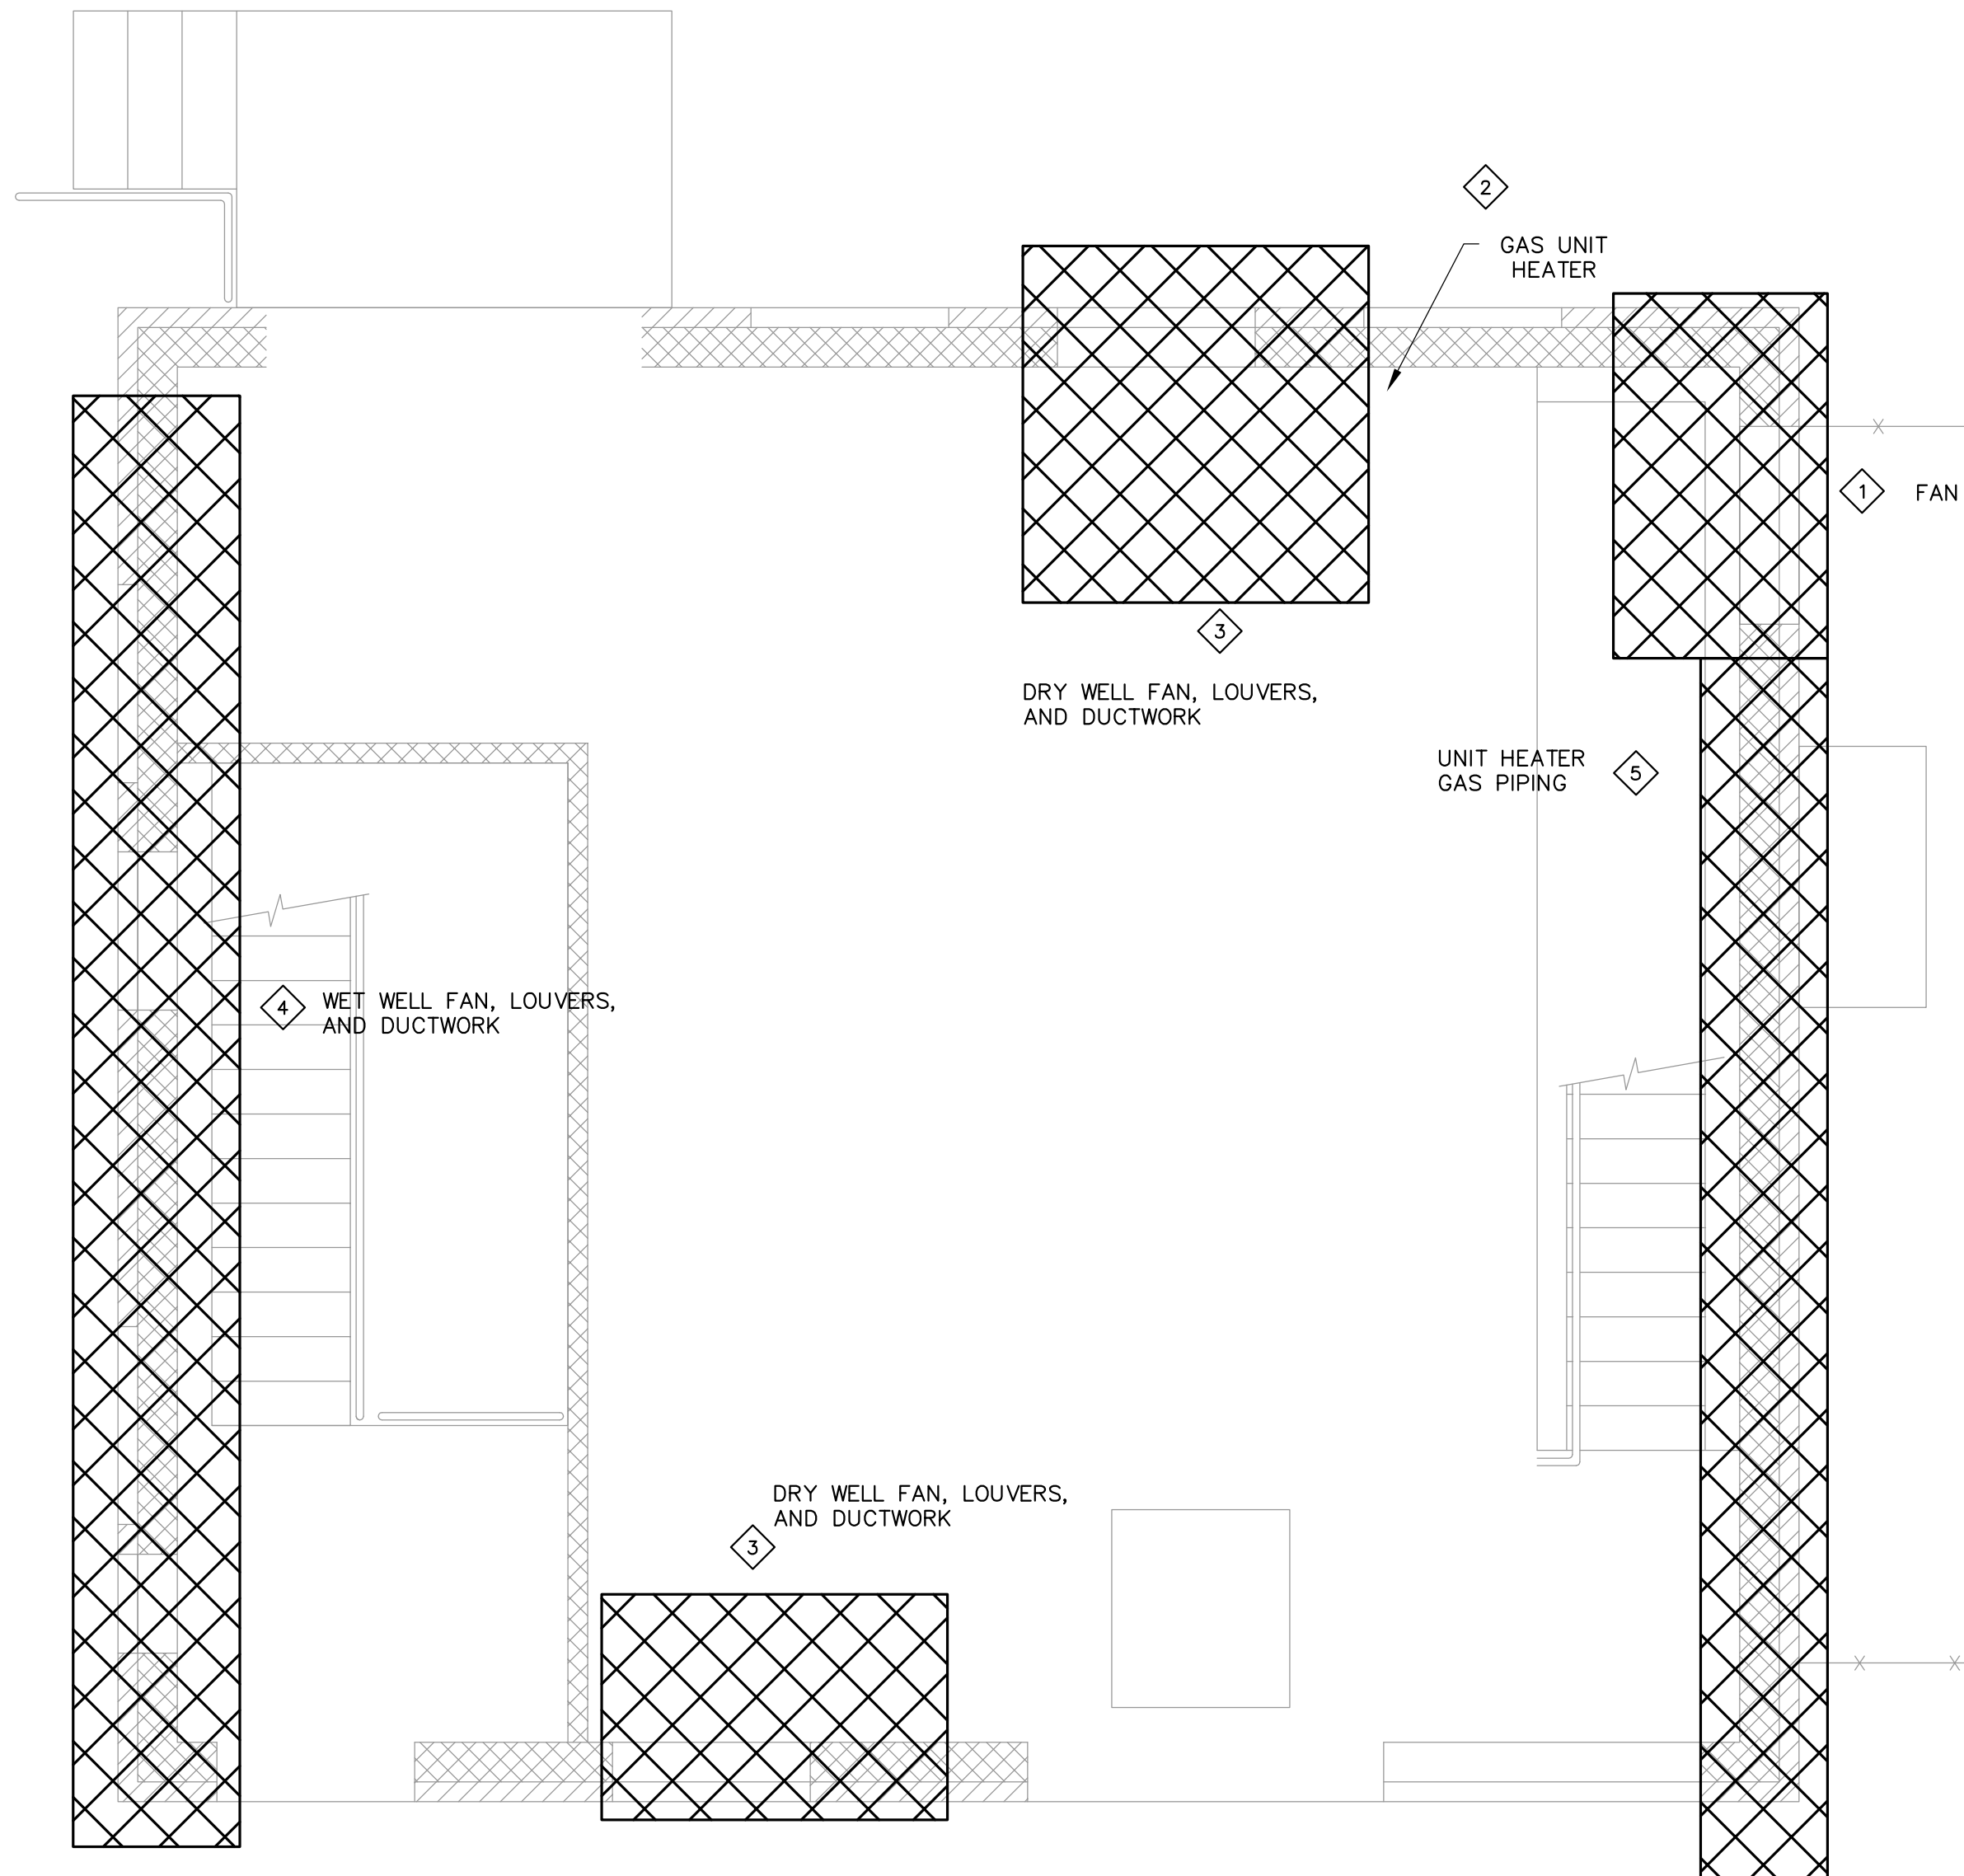 2
GAS UNIT
HEATER
1
FAN
3
DRY WELL FAN, LOUVERS,
AND DUCTWORK
UNIT HEATER
GAS PIPING
5
4
WET WELL FAN, LOUVERS,
AND DUCTWORK
DRY WELL FAN, LOUVERS,
AND DUCTWORK
3